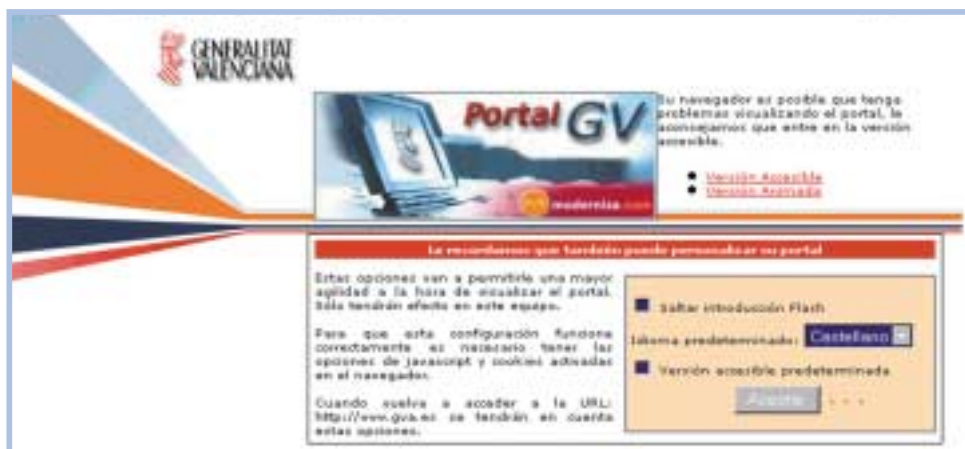 GENERALITAT
VALENCIANA
Portal GV
moderniza.com
Su navegador es posible que tenga
problemas visualizando el portal, le
aconsejamos que entre en la versión
accesible.
Versión Accesible
Versión Animada
Le recordamos que también puede personalizar su portal
Estas opciones van a permitirle una mayor
agilidad a la hora de visualizar el portal.
Sólo tendrán efecto en este equipo.
Para que esta configuración funcione
correctamente es necesario tener las
opciones de javascript y cookies activadas
en el navegador.
Cuando vuelva a acceder a la URL:
http://www.gva.es se tendrán en cuenta
estas opciones.
Saltar introducción Flash
Idioma predeterminado: Castellano
Versión accesible predeterminada